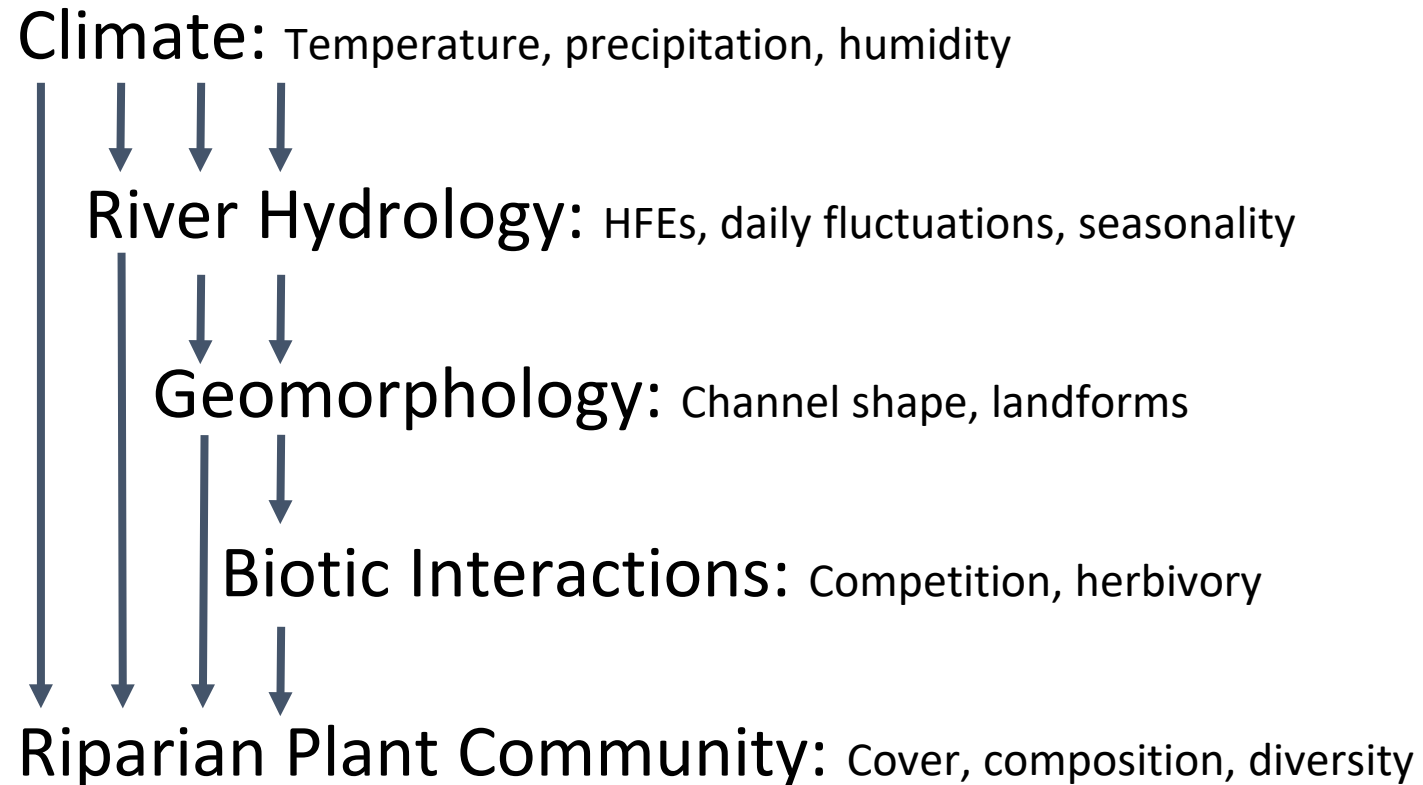 Climate: Temperature, precipitation, humidity
River Hydrology: HFEs, daily fluctuations, seasonality
Geomorphology: Channel shape, landforms
Biotic Interactions: Competition, herbivory
Riparian Plant Community: Cover, composition, diversity